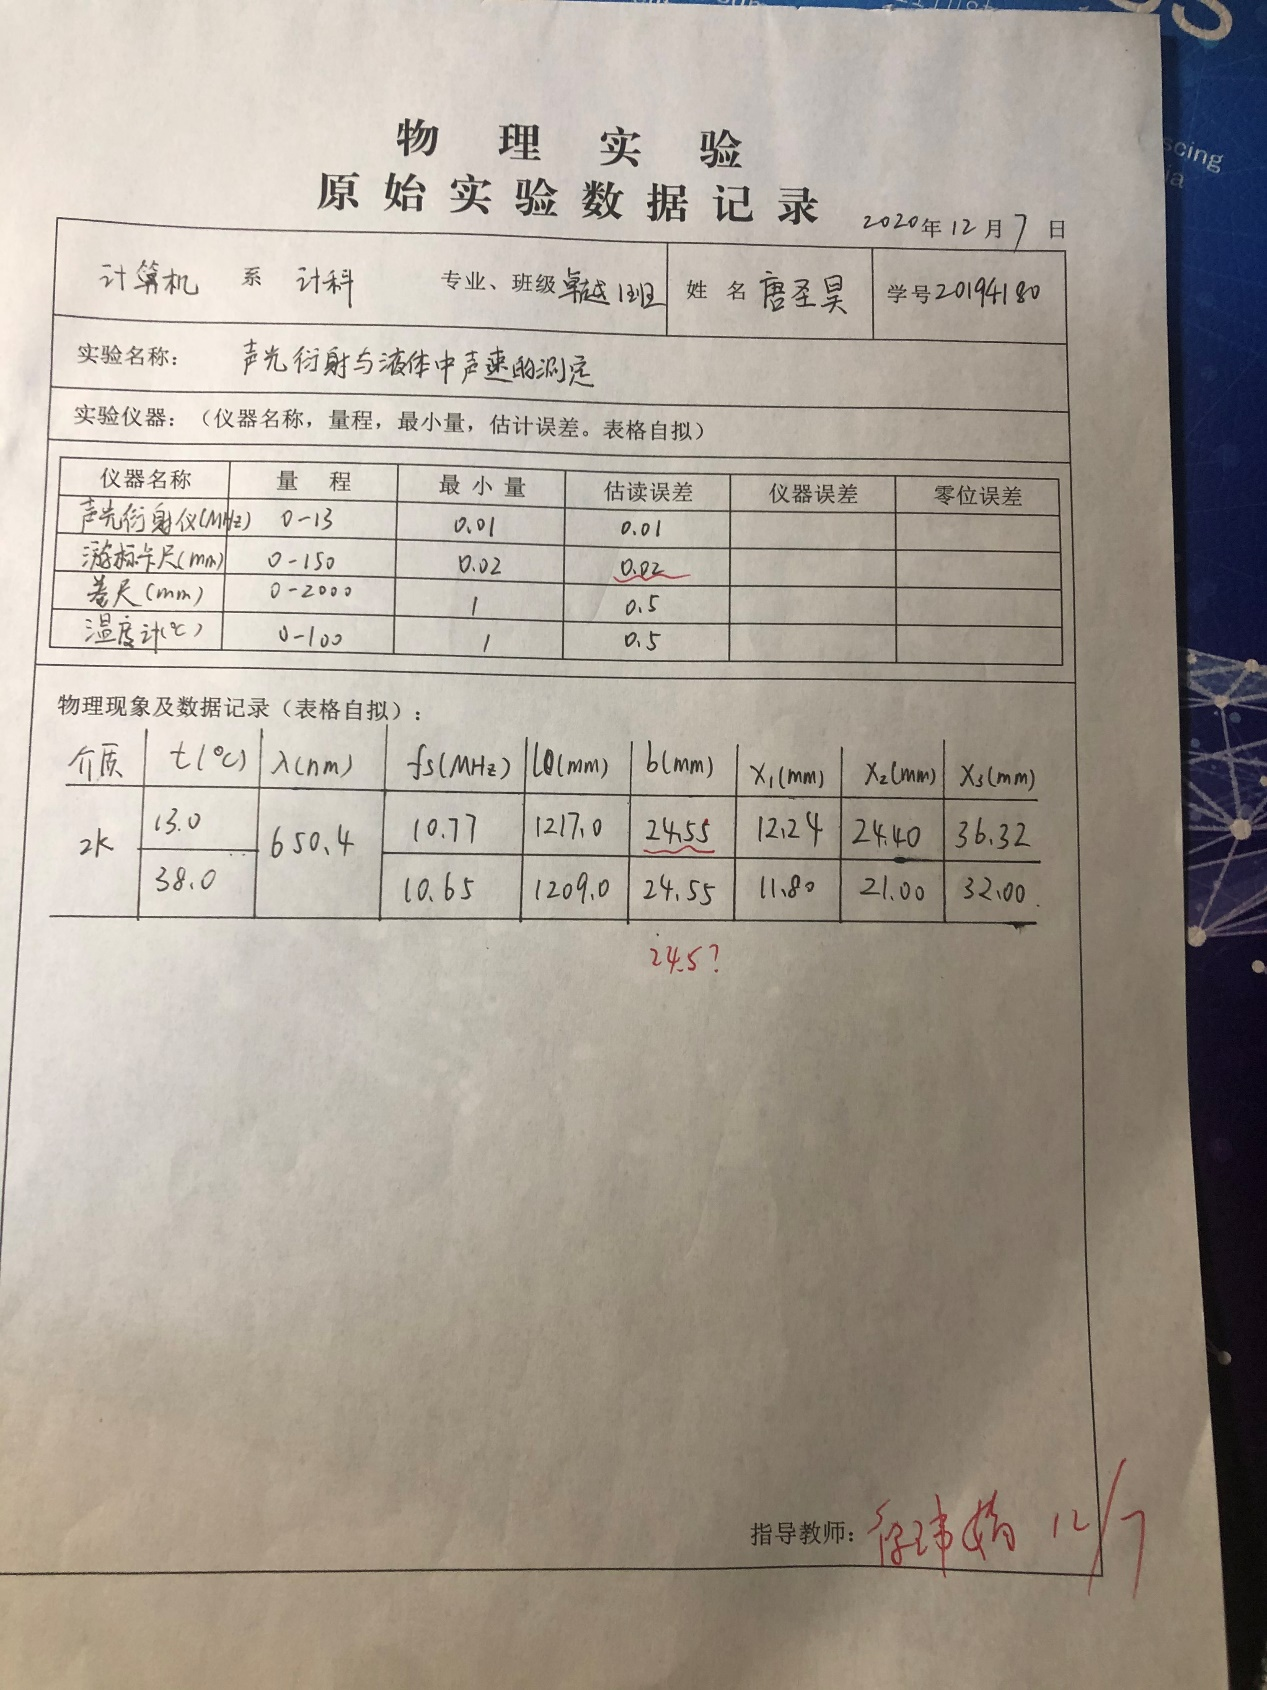 物 理 实 验
原始实验数据记录
2020年12月7日
计算机 系 计科 专业、班级 卓越1班 姓 名 唐圣昊 学号 20194180
实验名称： 声光衍射与液体中声速的测定
实验仪器：（仪器名称，量程，最小量，估计误差。表格自拟）
仪器名称 量 程 最 小 量 估读误差 仪器误差 零位误差
声光衍射仪(MHz) 0-13 0.01 0.01
游标卡尺(mm) 0-150 0.02 0.02
卷尺(mm) 0-2000 1 0.5
温度计(℃) 0-100 1 0.5
物理现象及数据记录（表格自拟）：
介质 t(℃) λ(nm) fs(MHz) L0(mm) b(mm) X₁(mm) X₂(mm) X₃(mm)
水 13.0 650.4 10.77 1217.0 24.55 12.24 24.40 36.32
38.0 10.65 1209.0 24.55 11.80 21.00 32.00
24.5?
指导教师： 12/7